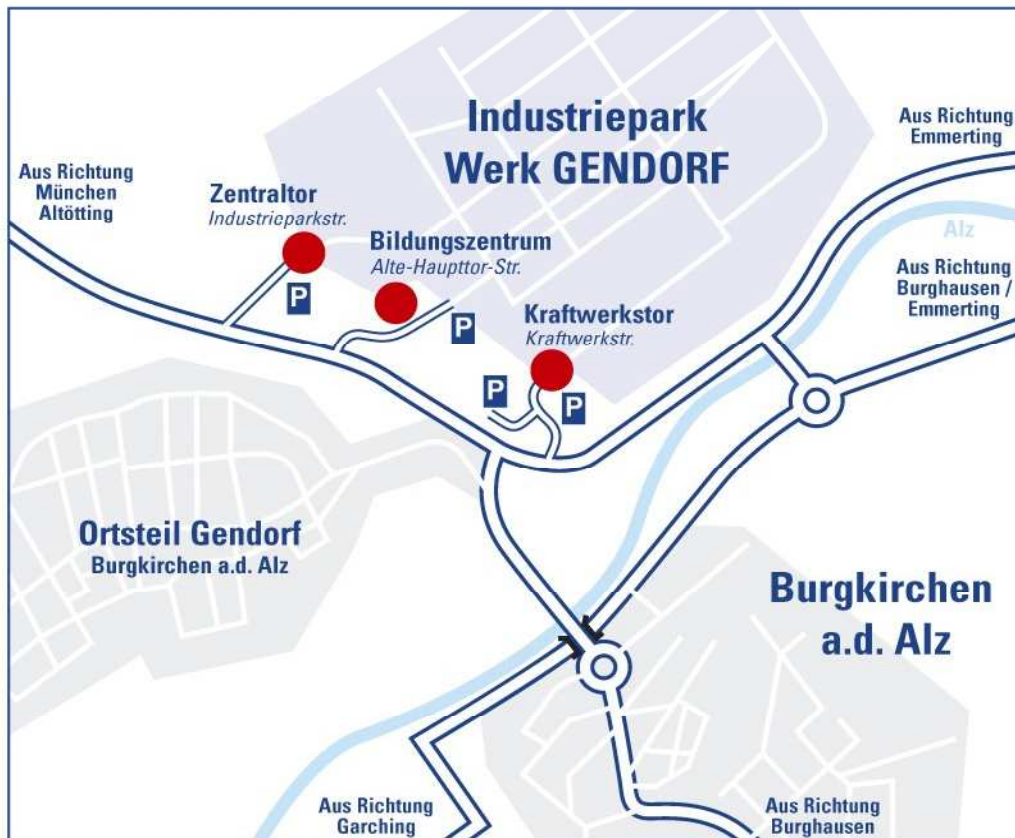 Industriepark
Werk GENDORF
Aus Richtung
Emmerting
Aus Richtung
München
Altötting
Zentraltor
Industrieparkstr.
Bildungszentrum
Alte-Haupttor-Str.
Alz
Aus Richtung
Burghausen /
Emmerting
P
Kraftwerkstor
Kraftwerkstr.
P
P
P
Ortsteil Gendorf
Burgkirchen a.d. Alz
Burgkirchen
a.d. Alz
Aus Richtung
Garching
Aus Richtung
Burghausen